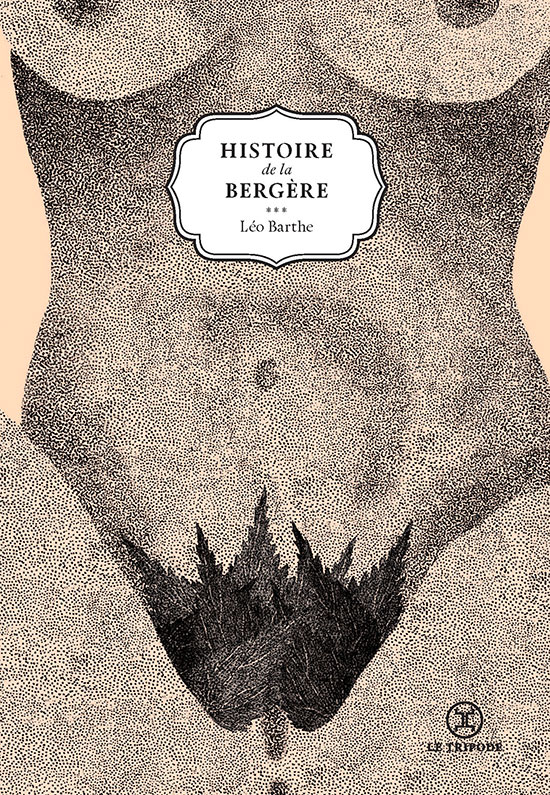 HISTOIRE
de la
BERGÈRE
***
Léo Barthe
LE TRIPODE